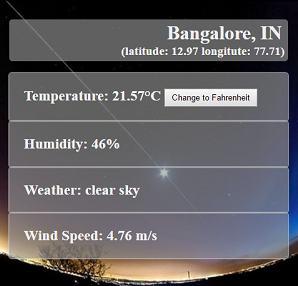 Bangalore, IN
(latitude: 12.97 longitute: 77.71)
Temperature: 21.57°C Change to Fahrenheit
Humidity: 46%
Weather: clear sky
Wind Speed: 4.76 m/s